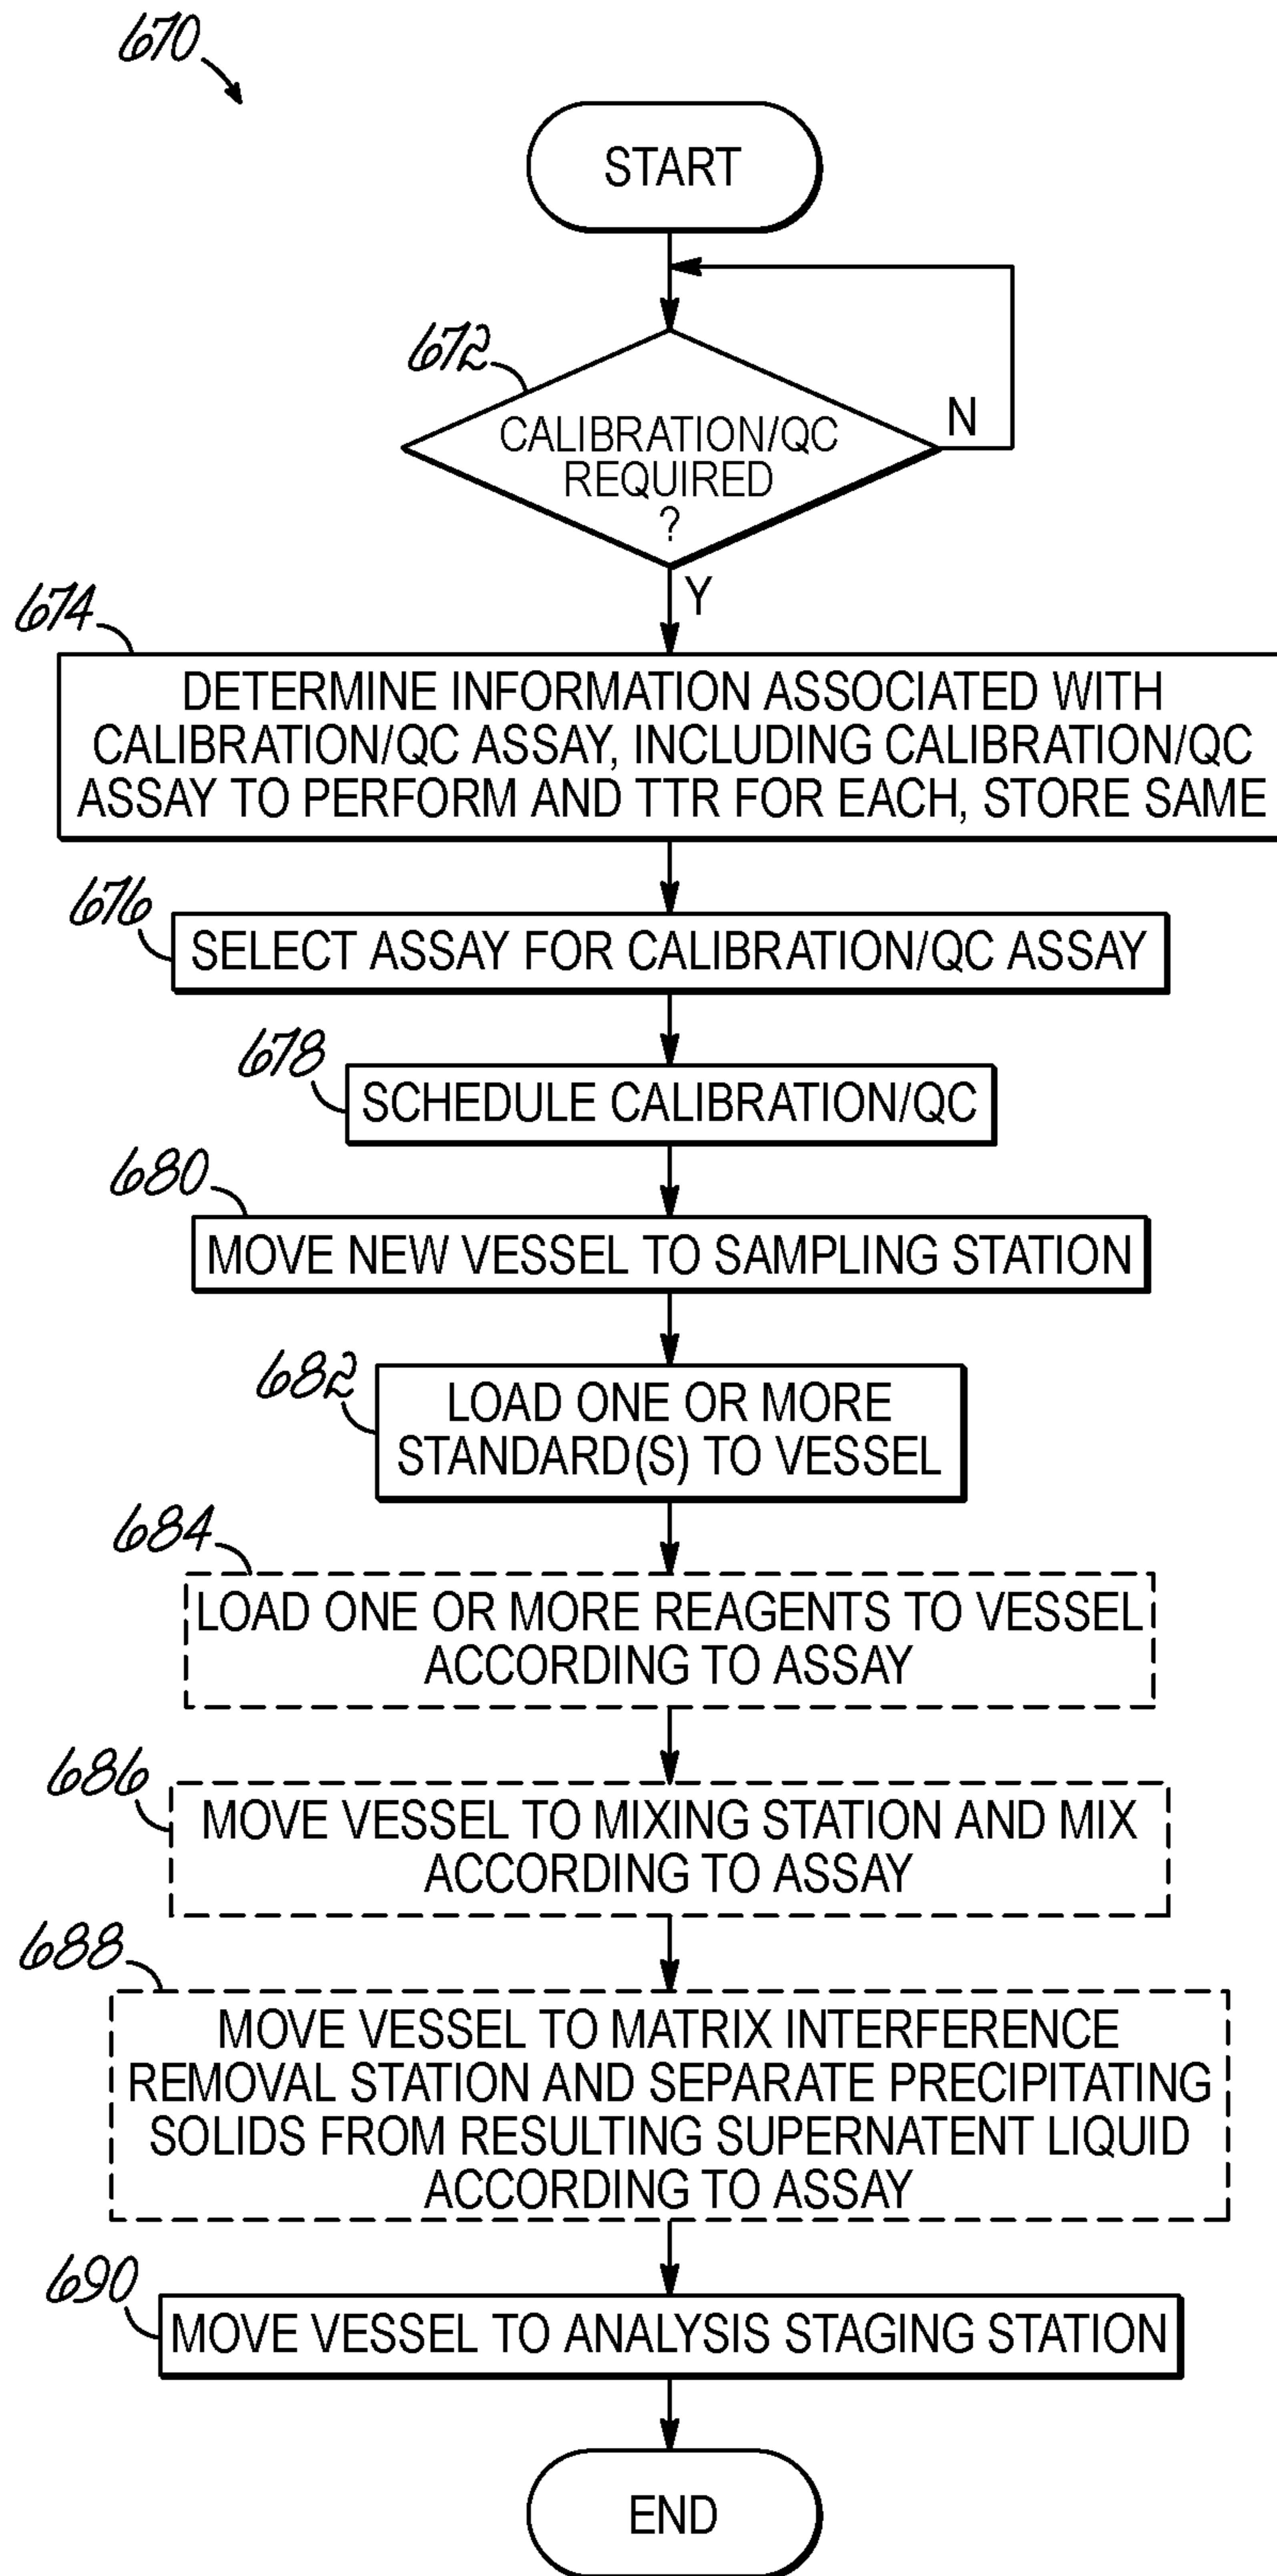 670
START
672
CALIBRATION/QC
REQUIRED
?
N
Y
674
DETERMINE INFORMATION ASSOCIATED WITH
CALIBRATION/QC ASSAY, INCLUDING CALIBRATION/QC
ASSAY TO PERFORM AND TTR FOR EACH, STORE SAME
676
SELECT ASSAY FOR CALIBRATION/QC ASSAY
678
SCHEDULE CALIBRATION/QC
680
MOVE NEW VESSEL TO SAMPLING STATION
682
LOAD ONE OR MORE
STANDARD(S) TO VESSEL
684
LOAD ONE OR MORE REAGENTS TO VESSEL
ACCORDING TO ASSAY
686
MOVE VESSEL TO MIXING STATION AND MIX
ACCORDING TO ASSAY
688
MOVE VESSEL TO MATRIX INTERFERENCE
REMOVAL STATION AND SEPARATE PRECIPITATING
SOLIDS FROM RESULTING SUPERNATENT LIQUID
ACCORDING TO ASSAY
690
MOVE VESSEL TO ANALYSIS STAGING STATION
END